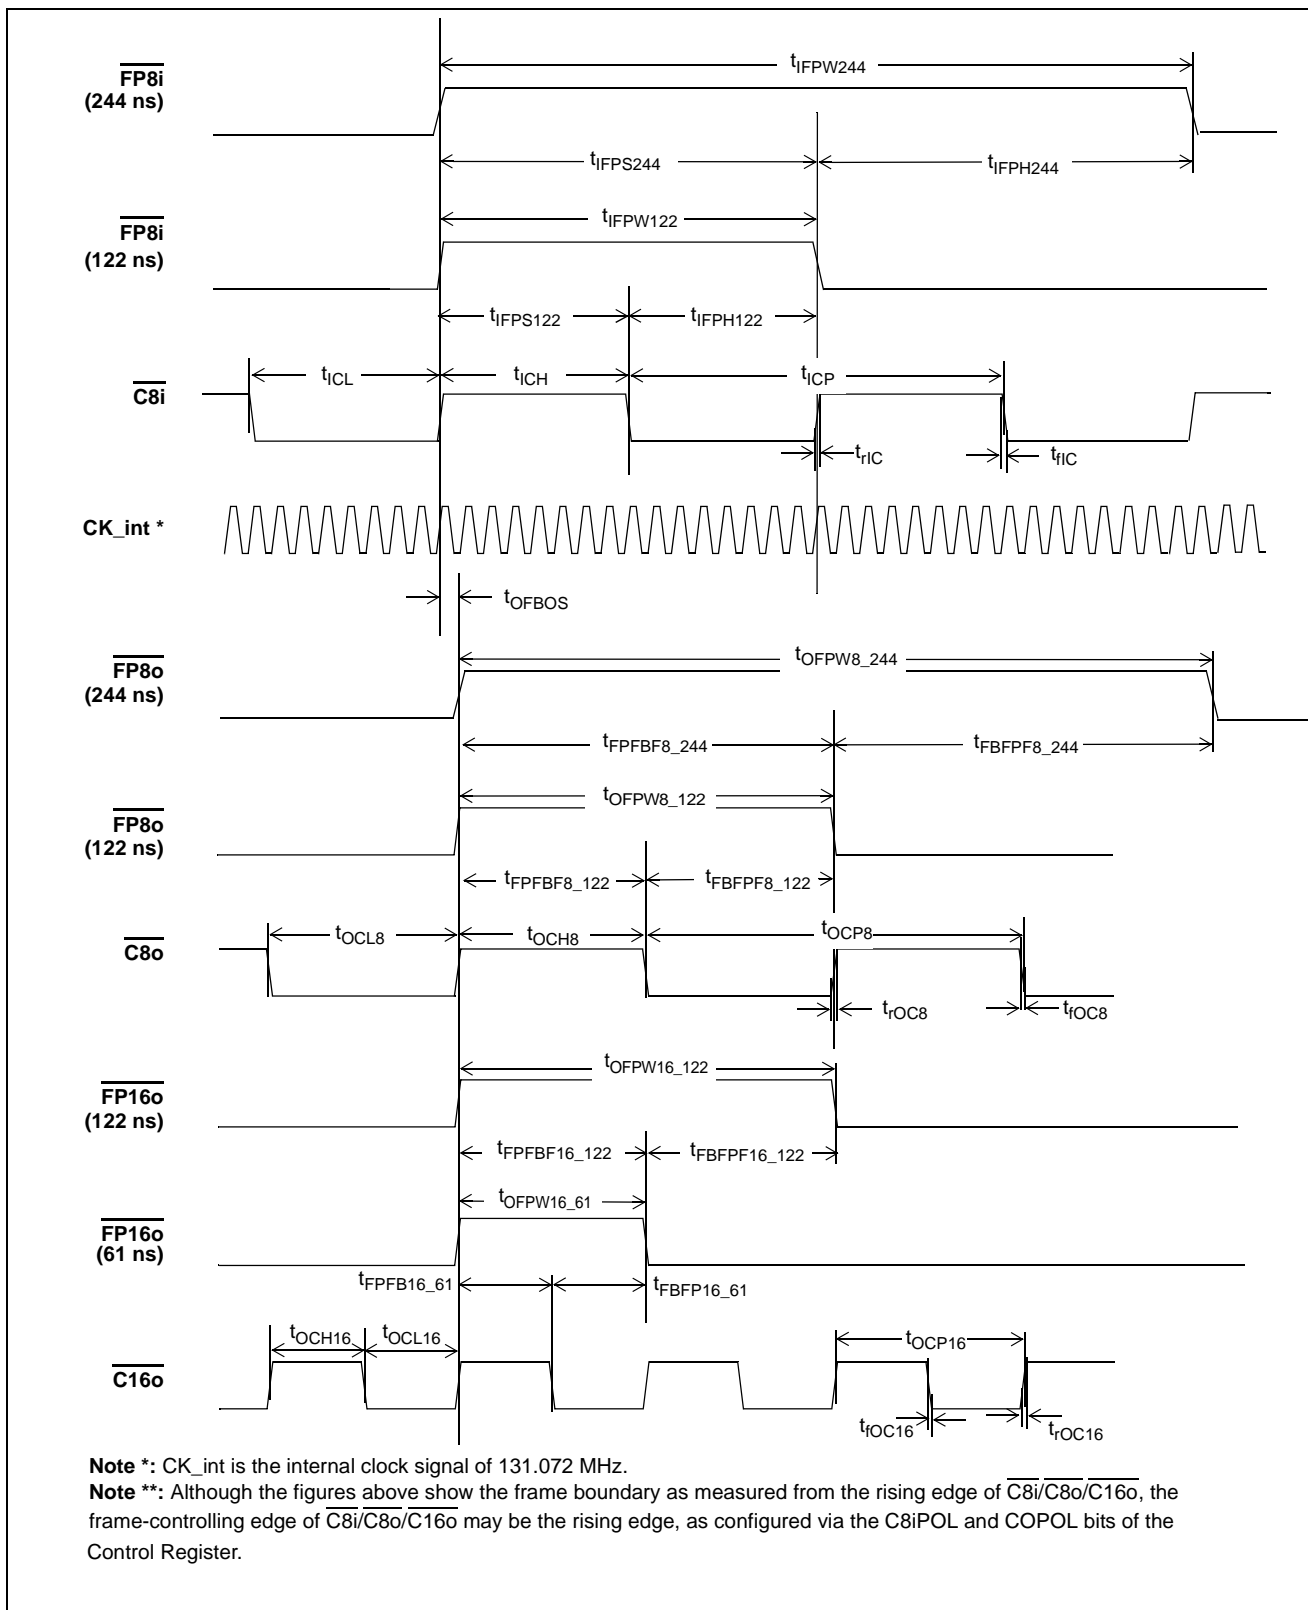 FP8i
(244 ns)
tIFPW244
tIFPS244
tIFPH244
FP8i
(122 ns)
tIFPW122
tIFPS122
tIFPH122
C8i
tICL
tICH
tICP
trIC
tfIC
CK_int *
tOFBOS
FP8o
(244 ns)
tOFPW8_244
tFPFBF8_244
tFBFPF8_244
FP8o
(122 ns)
tOFPW8_122
tFPFBF8_122
tFBFPF8_122
C8o
tOCL8
tOCH8
tOCP8
trOC8
tfOC8
FP16o
(122 ns)
tOFPW16_122
tFPFBF16_122
tFBFPF16_122
FP16o
(61 ns)
tOFPW16_61
tFPFB16_61
tFBFP16_61
C16o
tOCH16
tOCL16
tOCP16
tfOC16
trOC16
Note *: CK_int is the internal clock signal of 131.072 MHz.
Note **: Although the figures above show the frame boundary as measured from the rising edge of C8i/C8o/C16o, the
frame-controlling edge of C8i/C8o/C16o may be the rising edge, as configured via the C8iPOL and COPOL bits of the
Control Register.